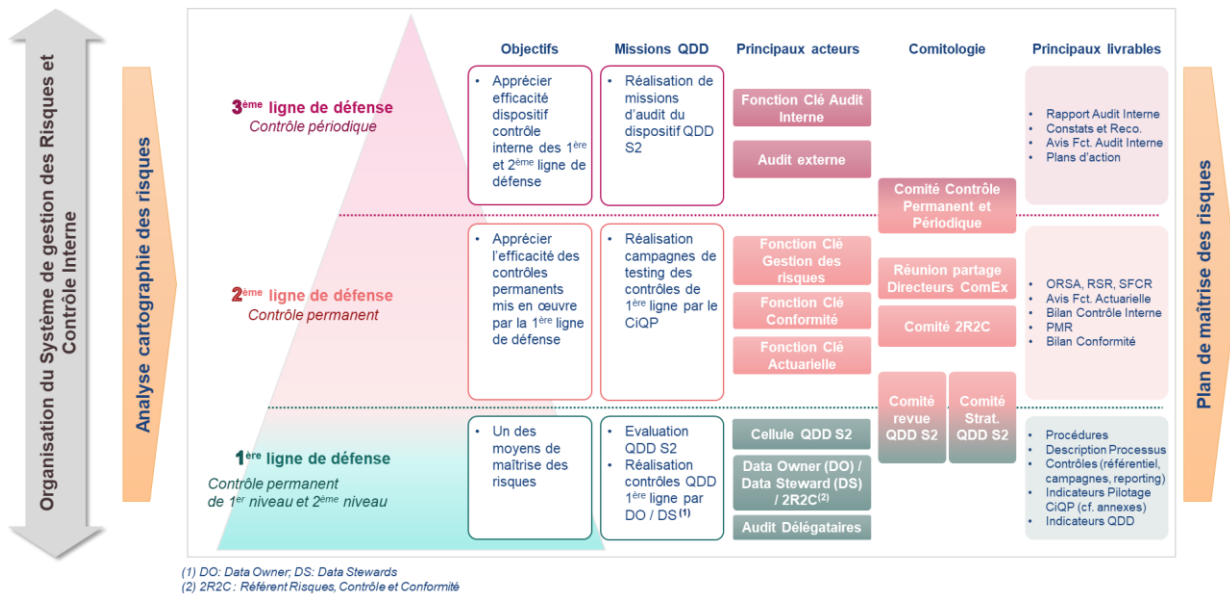 Organisation du Système de gestion des Risques et
Contrôle Interne
Analyse cartographie des risques
Objectifs
Missions QDD
Principaux acteurs
Comitologie
Principaux livrables
3ème ligne de défense
Contrôle périodique
• Apprécier
efficacité
dispositif
contrôle
interne des 1ère
et 2ème ligne de
défense
• Réalisation de
missions
d'audit du
dispositif QDD
S2
Fonction Clé Audit
Interne
Audit externe
• Rapport Audit Interne
• Constats et Reco.
• Avis Fct. Audit Interne
• Plans d'action
Comité Contrôle
Permanent et
Périodique
2ème ligne de défense
Contrôle permanent
• Apprécier
l'efficacité des
contrôles
permanents
mis en œuvre
par la 1ère ligne
de défense
• Réalisation
campagnes de
testing des
contrôles de
1ère ligne par le
CiQP
Fonction Clé
Gestion des
risques
Fonction Clé
Conformité
Fonction Clé
Actuarielle
Réunion partage
Directeurs ComEx
Comité 2R2C
• ORSA, RSR, SFCR
• Avis Fct. Actuarielle
• Bilan Contrôle Interne
• PMR
• Bilan Conformité
Comité
revue
QDD S2
Comité
Strat.
QDD S2
1ère ligne de défense
Contrôle permanent
de 1er niveau et 2ème niveau
• Un des
moyens de
maîtrise des
risques
• Evaluation
QDD S2
• Réalisation
contrôles QDD
1ère ligne par
DO / DS(1)
Cellule QDD S2
Data Owner (DO) /
Data Steward (DS)
/ 2R2C(2)
Audit Délégataires
• Procédures
• Description Processus
• Contrôles (référentiel,
campagnes, reporting)
• Indicateurs Pilotage
CiQP (cf. annexes)
• Indicateurs QDD
Plan de maîtrise des risques
(1) DO: Data Owner; DS: Data Stewards
(2) 2R2C : Référent Risques, Contrôle et Conformité